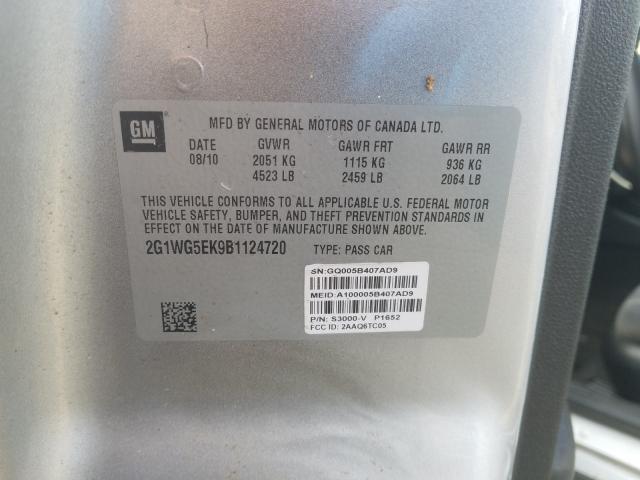 GM
MFD BY GENERAL MOTORS OF CANADA LTD.
DATE GVWR GAWR FRT GAWR RR
08/10 2051 KG 1115 KG 936 KG
4523 LB 2459 LB 2064 LB
THIS VEHICLE CONFORMS TO ALL APPLICABLE U.S. FEDERAL MOTOR
VEHICLE SAFETY, BUMPER, AND THEFT PREVENTION STANDARDS IN
EFFECT ON THE DATE OF MANUFACTURE SHOWN ABOVE.
2G1WG5EK9B1124720 TYPE: PASS CAR
SN:GQ005B407AD9
MEID:A100005B407AD9
P/N: S3000-V P1652
FCC ID: 2AAQ6TC05